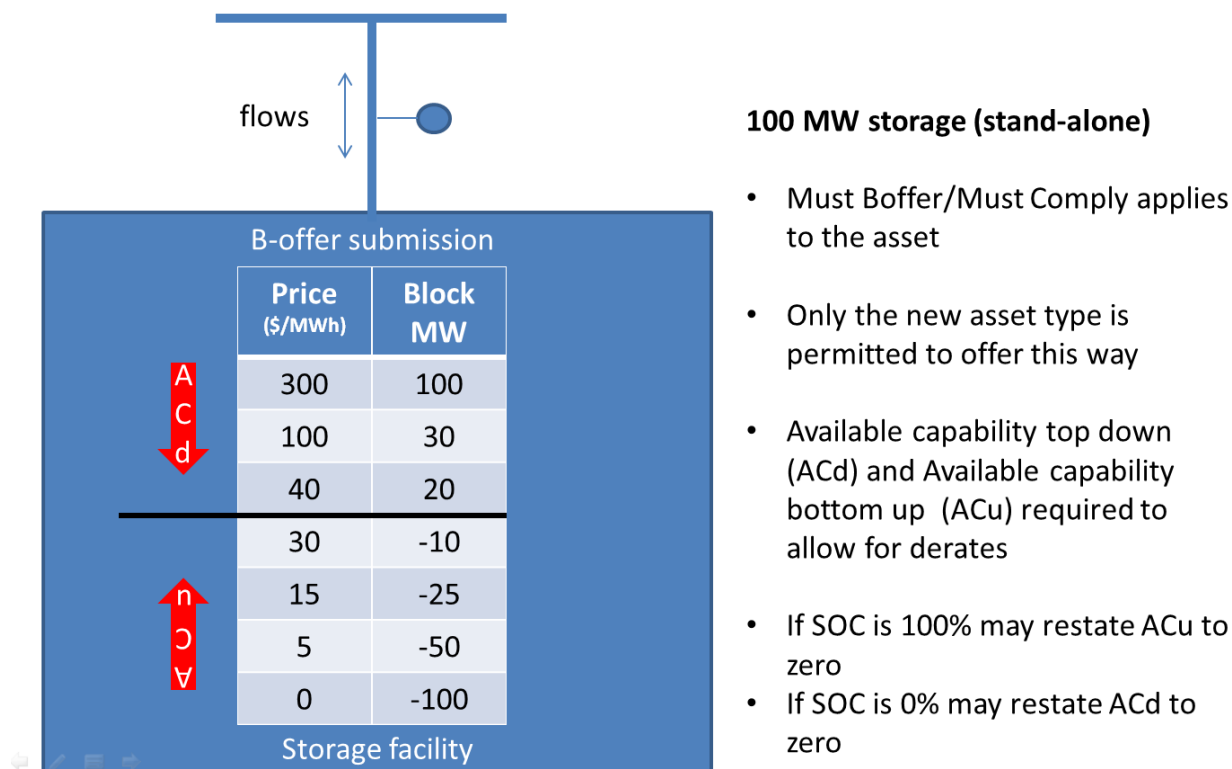 flows
B-offer submission
Price Block
($/MWh) MW
300 100
100 30
40 20
30 -10
15 -25
5 -50
0 -100
ACd
ACu
Storage facility
100 MW storage (stand-alone)
• Must Boffer/Must Comply applies
to the asset
• Only the new asset type is
permitted to offer this way
• Available capability top down
(ACd) and Available capability
bottom up (ACu) required to
allow for derates
• If SOC is 100% may restate ACu to
zero
• If SOC is 0% may restate ACd to
zero